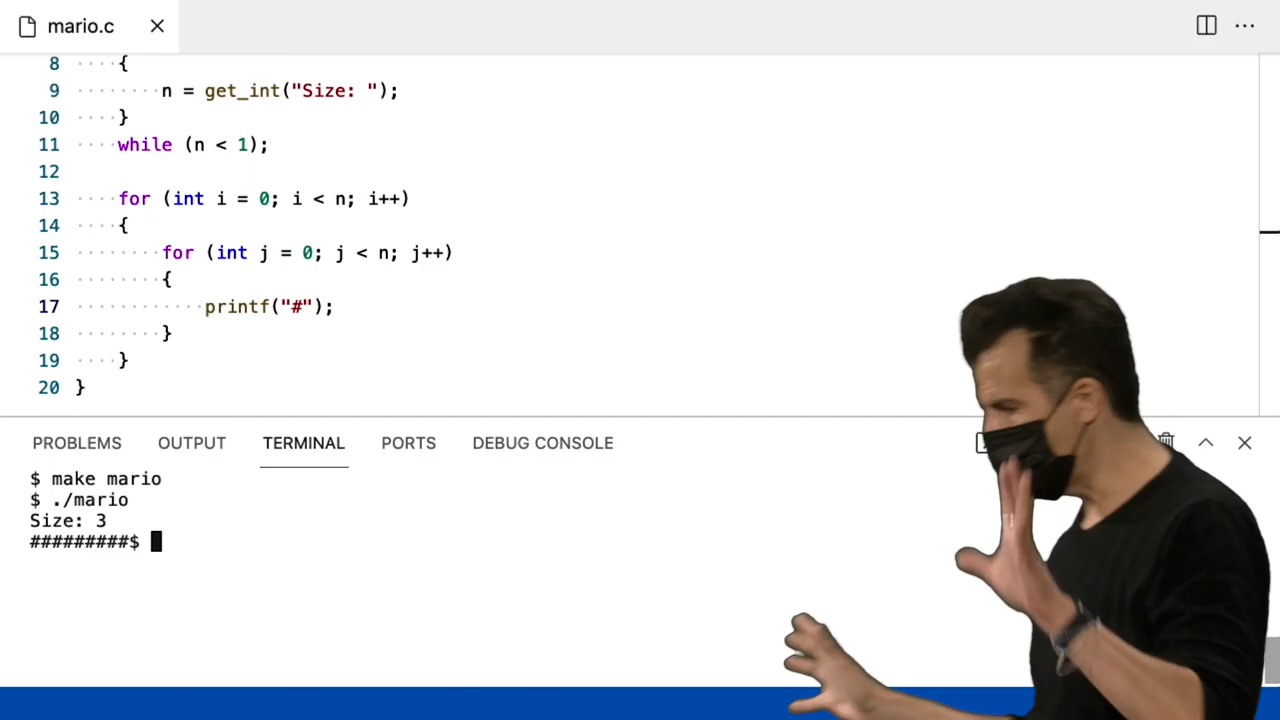 mario.c
8 {
9 n = get_int("Size: ");
10 }
11 while (n < 1);
12
13 for (int i = 0; i < n; i++)
14 {
15 for (int j = 0; j < n; j++)
16 {
17 printf("#");
18 }
19 }
20 }
PROBLEMS OUTPUT TERMINAL PORTS DEBUG CONSOLE
$ make mario
$ ./mario
Size: 3
#########$